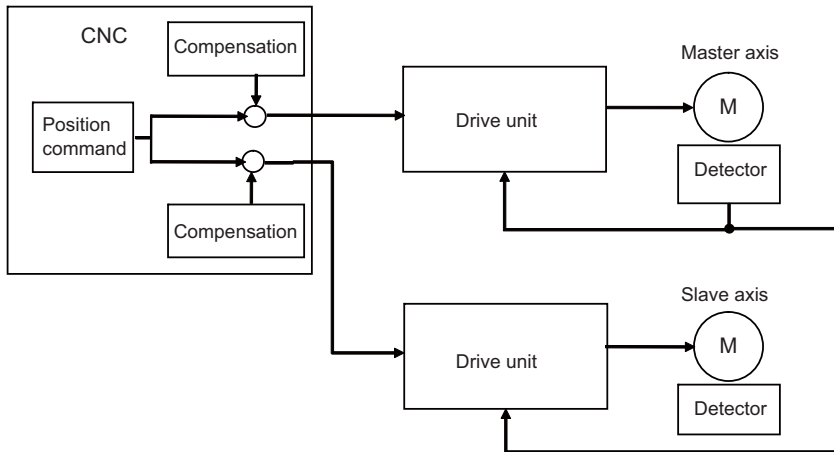 CNC
Compensation
Position
command
Compensation
Drive unit
Master axis
M
Detector
Drive unit
Slave axis
M
Detector